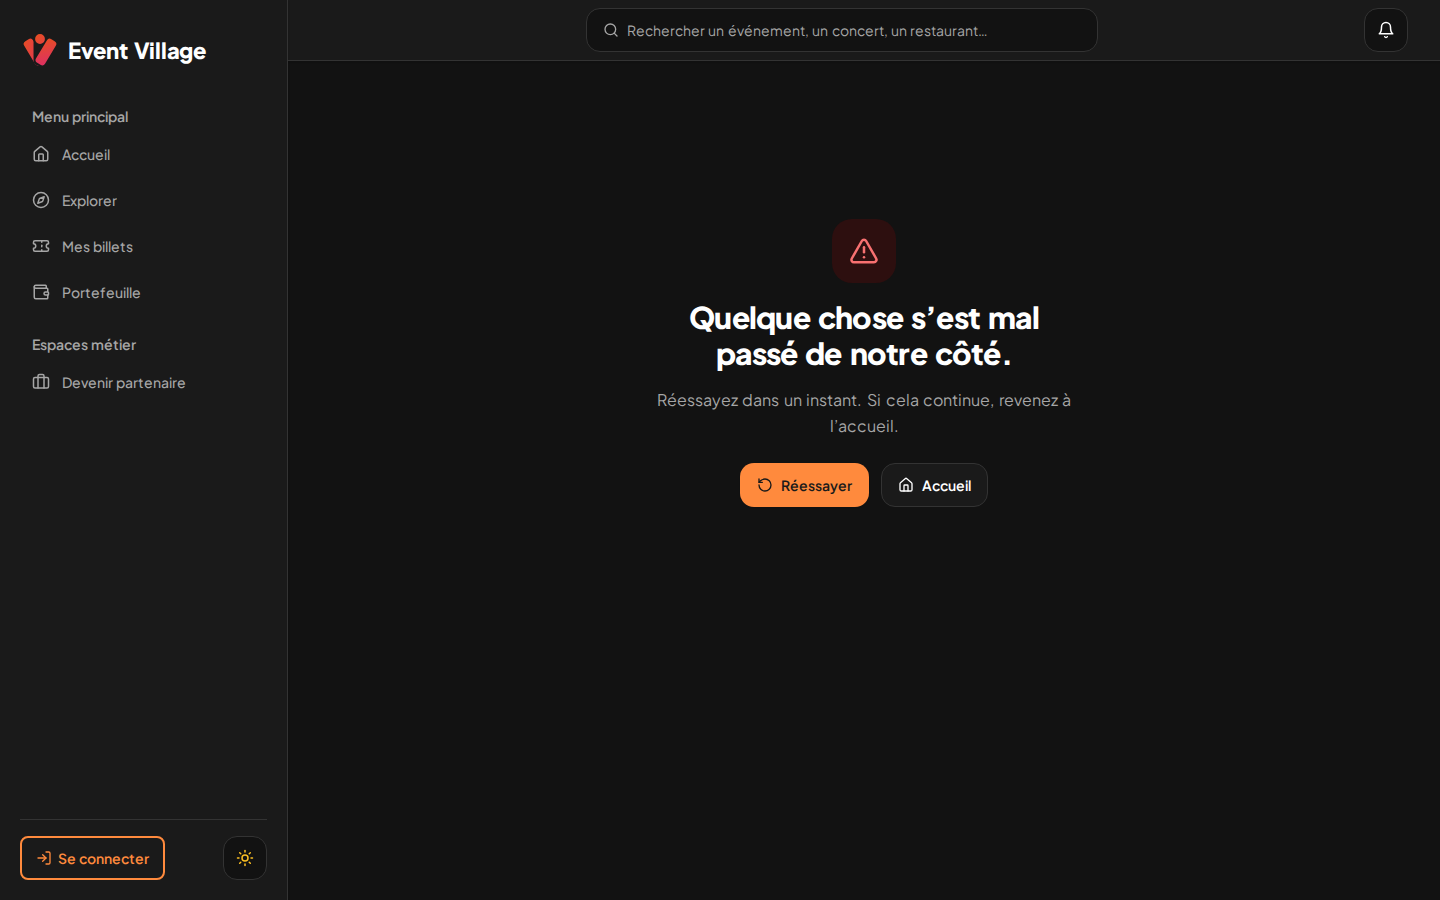 Event Village
Rechercher un événement, un concert, un restaurant…
Menu principal
Accueil
Explorer
Mes billets
Portefeuille
Espaces métier
Devenir partenaire
Quelque chose s’est mal
passé de notre côté.
Réessayez dans un instant. Si cela continue, revenez à
l’accueil.
Réessayer
Accueil
Se connecter